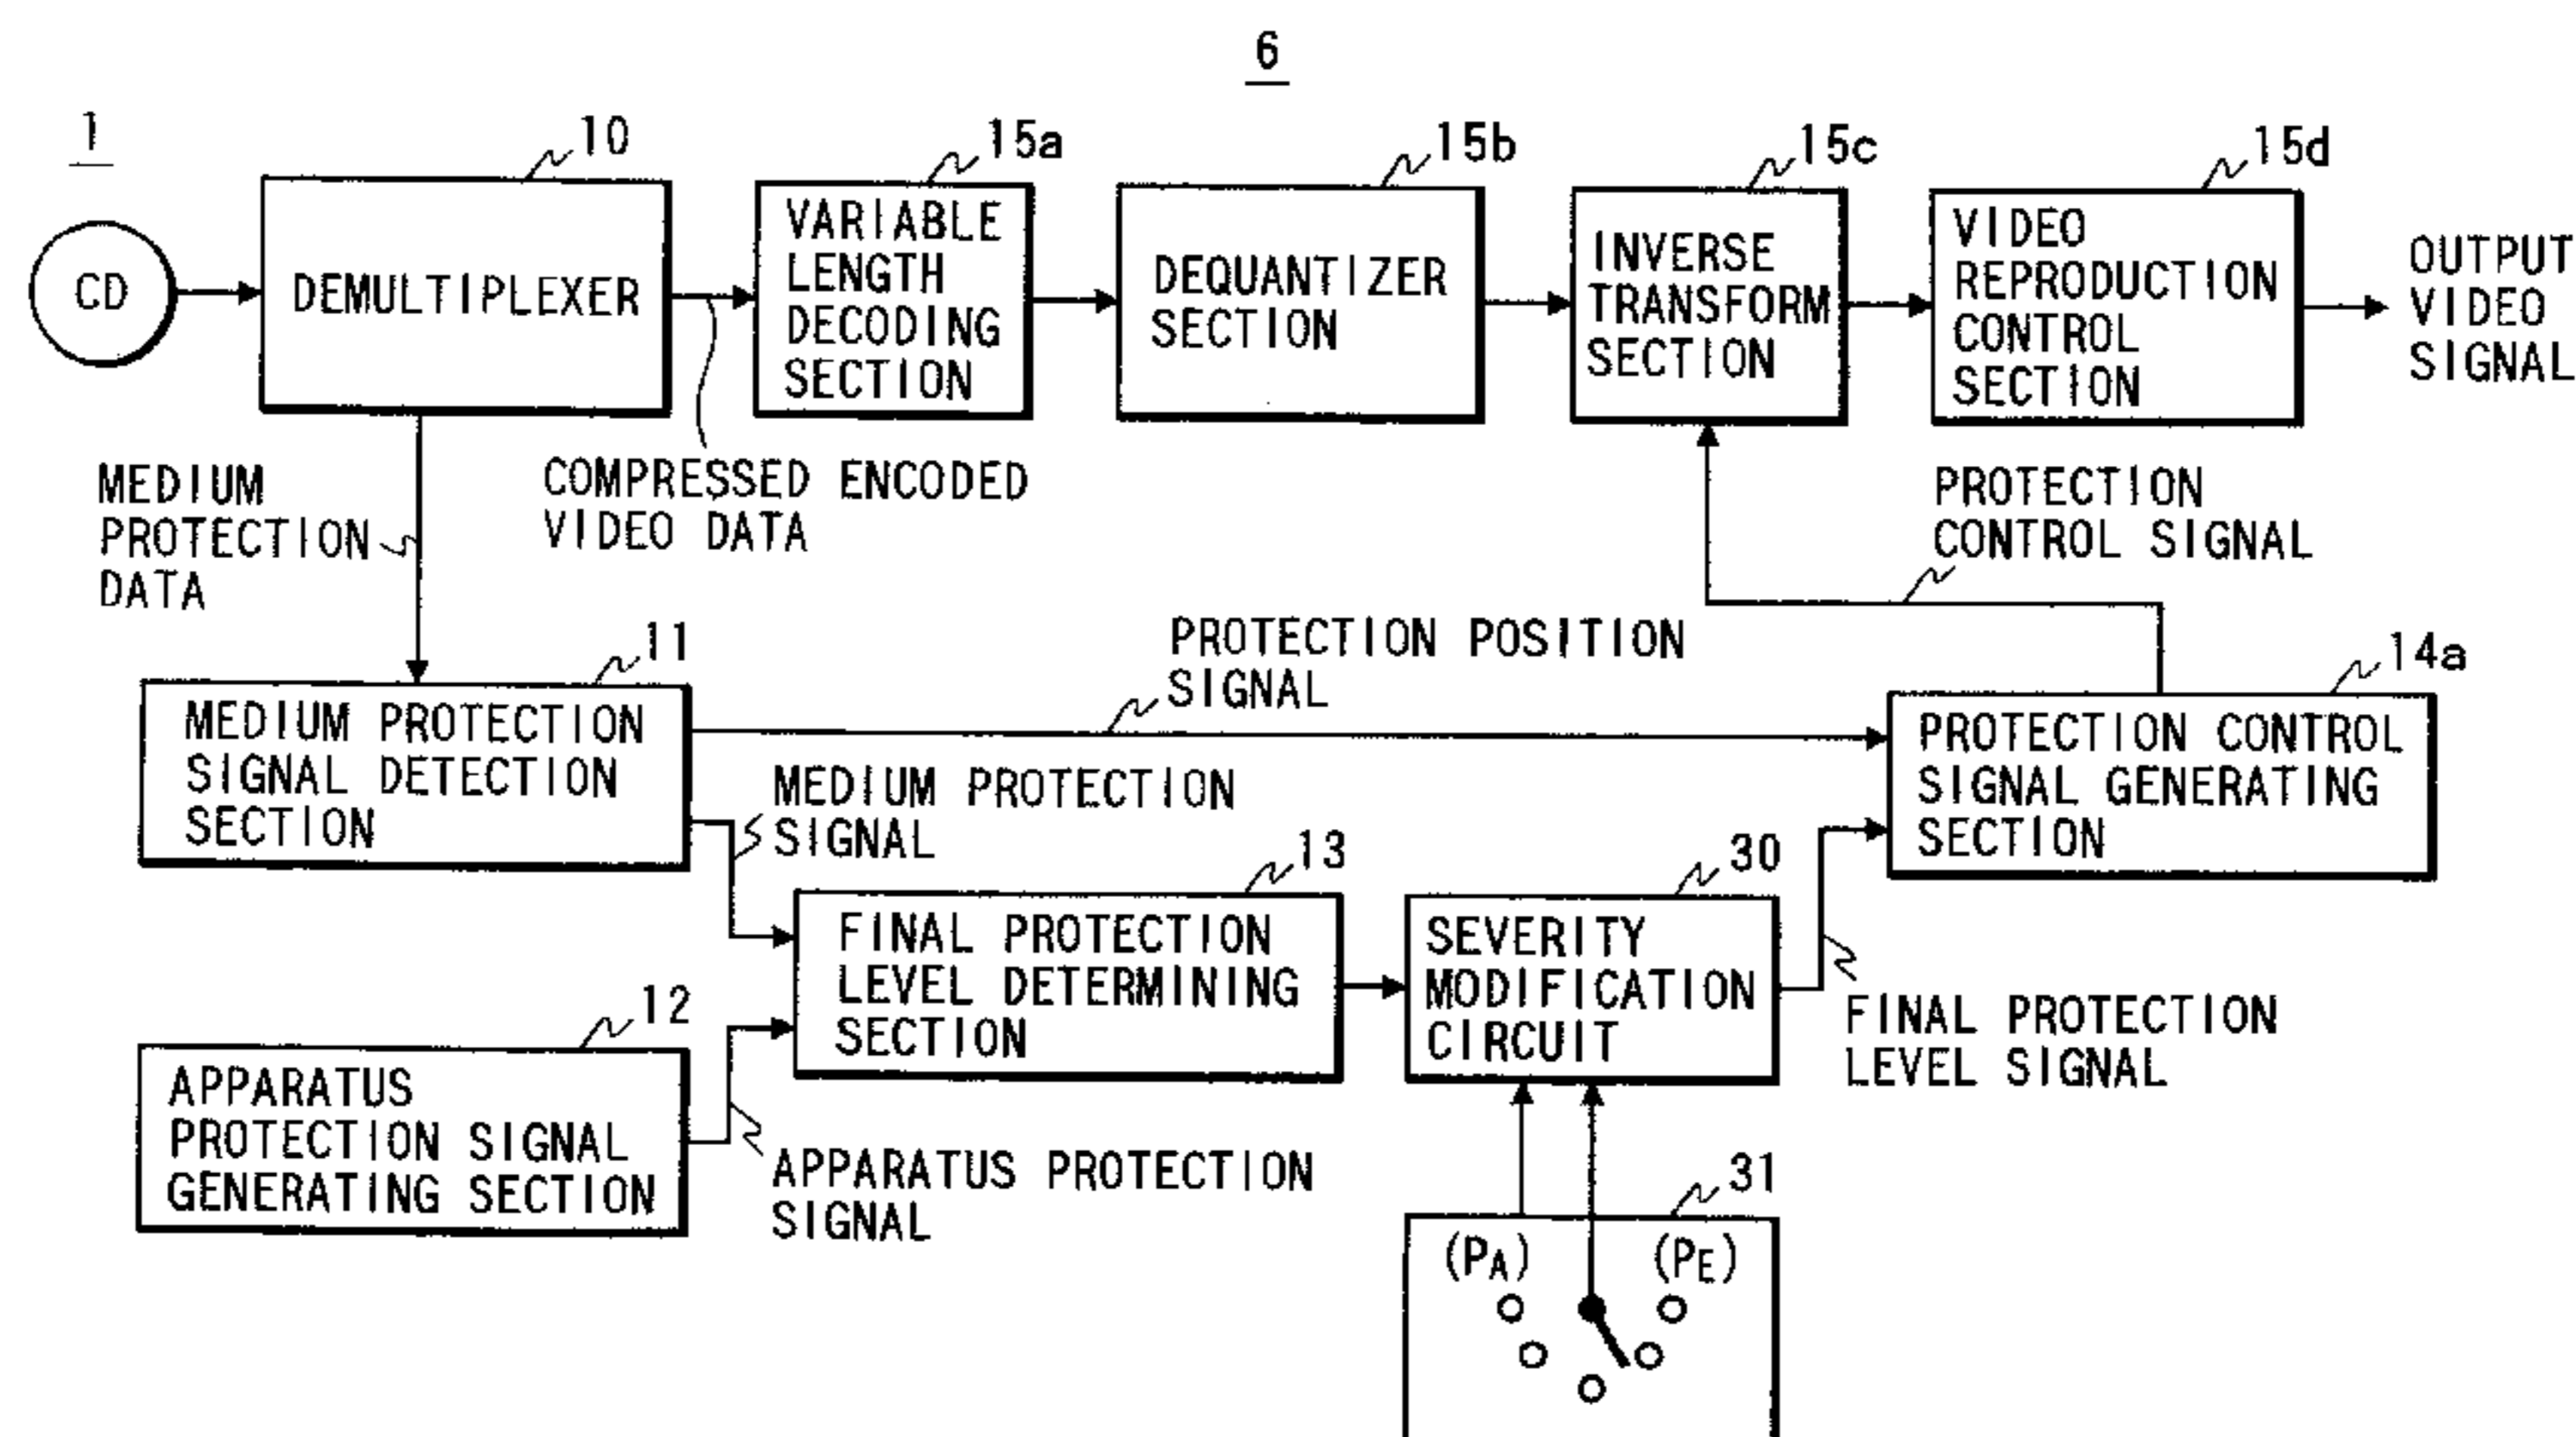 6
1
10
15a
15b
15c
15d
CD
DEMULTIPLEXER
VARIABLE
LENGTH
DECODING
SECTION
DEQUANTIZER
SECTION
INVERSE
TRANSFORM
SECTION
VIDEO
REPRODUCTION
CONTROL
SECTION
OUTPUT
VIDEO
SIGNAL
MEDIUM
PROTECTION
DATA
COMPRESSED ENCODED
VIDEO DATA
PROTECTION
CONTROL SIGNAL
11
PROTECTION POSITION
SIGNAL
14a
MEDIUM PROTECTION
SIGNAL DETECTION
SECTION
MEDIUM PROTECTION
SIGNAL
PROTECTION CONTROL
SIGNAL GENERATING
SECTION
13
30
FINAL PROTECTION
LEVEL DETERMINING
SECTION
SEVERITY
MODIFICATION
CIRCUIT
FINAL PROTECTION
LEVEL SIGNAL
12
APPARATUS
PROTECTION SIGNAL
GENERATING SECTION
APPARATUS PROTECTION
SIGNAL
31
(PA)
(PE)